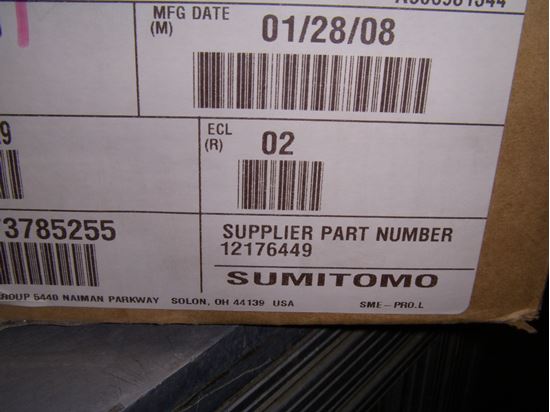 MFG DATE
(M)
01/28/08
ECL
(R)
02
3785255
SUPPLIER PART NUMBER
12176449
SUMITOMO
ROUP 5440 NAIMAN PARKWAY SOLON, OH 44139 USA
SME-PRO.L